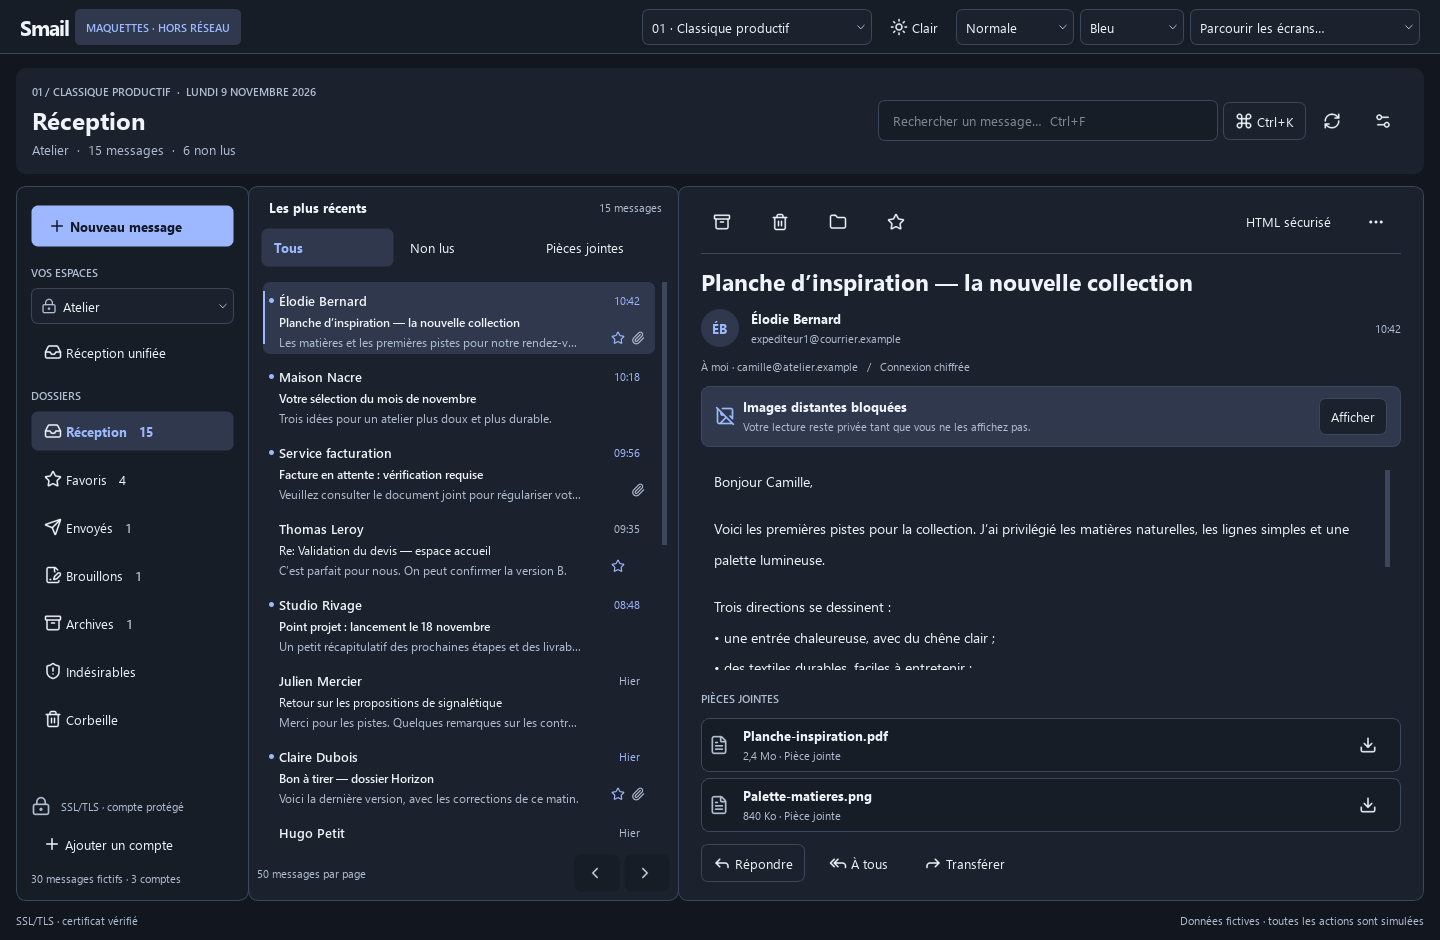 Smail
MAQUETTES · HORS RÉSEAU
01 · Classique productif
Clair
Normale
Bleu
Parcourir les écrans…
01 / CLASSIQUE PRODUCTIF · LUNDI 9 NOVEMBRE 2026
Réception
Atelier · 15 messages · 6 non lus
Rechercher un message… Ctrl+F
Ctrl+K
Nouveau message
VOS ESPACES
Atelier
Réception unifiée
DOSSIERS
Réception 15
Favoris 4
Envoyés 1
Brouillons 1
Archives 1
Indésirables
Corbeille
SSL/TLS · compte protégé
Ajouter un compte
30 messages fictifs · 3 comptes
Les plus récents
15 messages
Tous
Non lus
Pièces jointes
Élodie Bernard
10:42
Planche d’inspiration — la nouvelle collection
Les matières et les premières pistes pour notre rendez-v…
Maison Nacre
10:18
Votre sélection du mois de novembre
Trois idées pour un atelier plus doux et plus durable.
Service facturation
09:56
Facture en attente : vérification requise
Veuillez consulter le document joint pour régulariser vot…
Thomas Leroy
09:35
Re: Validation du devis — espace accueil
C’est parfait pour nous. On peut confirmer la version B.
Studio Rivage
08:48
Point projet : lancement le 18 novembre
Un petit récapitulatif des prochaines étapes et des livrab…
Julien Mercier
Hier
Retour sur les propositions de signalétique
Merci pour les pistes. Quelques remarques sur les contr…
Claire Dubois
Hier
Bon à tirer — dossier Horizon
Voici la dernière version, avec les corrections de ce matin.
Hugo Petit
Hier
50 messages par page
HTML sécurisé
Planche d’inspiration — la nouvelle collection
ÉB
Élodie Bernard
expediteur1@courrier.example
10:42
À moi · camille@atelier.example / Connexion chiffrée
Images distantes bloquées
Votre lecture reste privée tant que vous ne les affichez pas.
Afficher
Bonjour Camille,
Voici les premières pistes pour la collection. J’ai privilégié les matières naturelles, les lignes simples et une
palette lumineuse.
Trois directions se dessinent :
• une entrée chaleureuse, avec du chêne clair ;
• des textiles durables, faciles à entretenir ;
PIÈCES JOINTES
Planche-inspiration.pdf
2,4 Mo · Pièce jointe
Palette-matieres.png
840 Ko · Pièce jointe
Répondre
À tous
Transférer
SSL/TLS · certificat vérifié
Données fictives · toutes les actions sont simulées